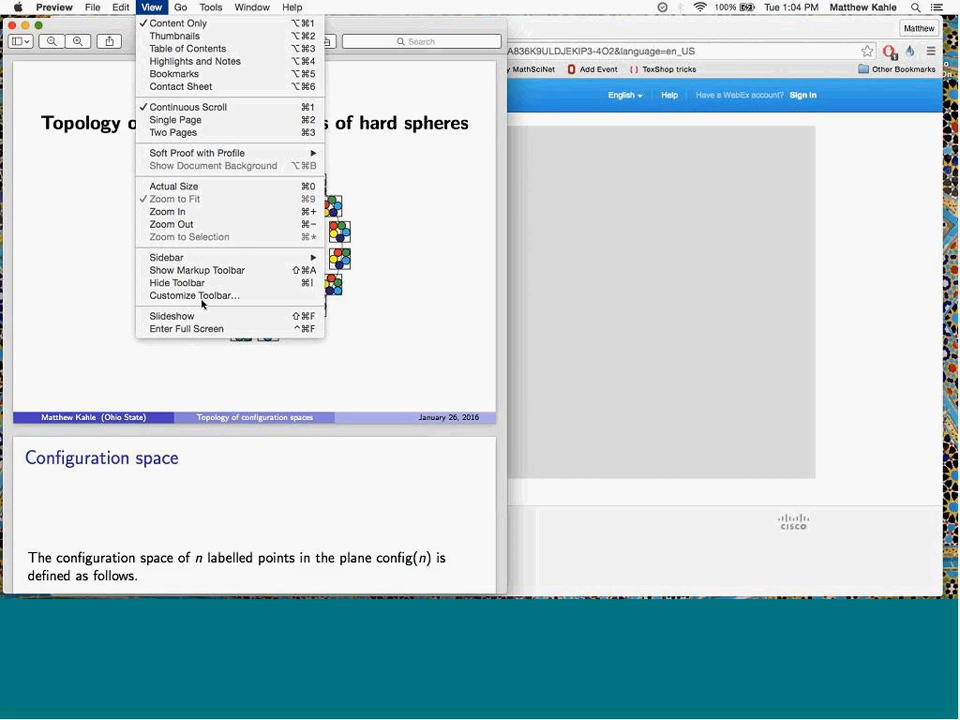 Preview File Edit View Go Tools Window Help 100% Tue 1:04 PM Matthew Kahle
Content Only ⌥⌘1
Thumbnails ⌥⌘2
Table of Contents ⌥⌘3
Highlights and Notes ⌥⌘4
Bookmarks ⌥⌘5
Contact Sheet ⌥⌘6
Continuous Scroll ⌘1
Single Page ⌘2
Two Pages ⌘3
Soft Proof with Profile
Show Document Background ⌥⌘B
Actual Size ⌘0
Zoom to Fit ⌘9
Zoom In ⌘+
Zoom Out ⌘−
Zoom to Selection ⌘*
Sidebar
Show Markup Toolbar ⇧⌘A
Hide Toolbar
Customize Toolbar...
Slideshow ⇧⌘F
Enter Full Screen ^⌘F
Search
Topology o s of hard spheres
Matthew Kahle (Ohio State) Topology of configuration spaces January 26, 2016
Configuration space
The configuration space of n labelled points in the plane config(n) is
defined as follows.
Matthew
A836K9ULDJEKIP3-4O2&language=en_US
y MathSciNet Add Event TexShop tricks Other Bookmarks
English Help Have a WebEx account? Sign In
CISCO